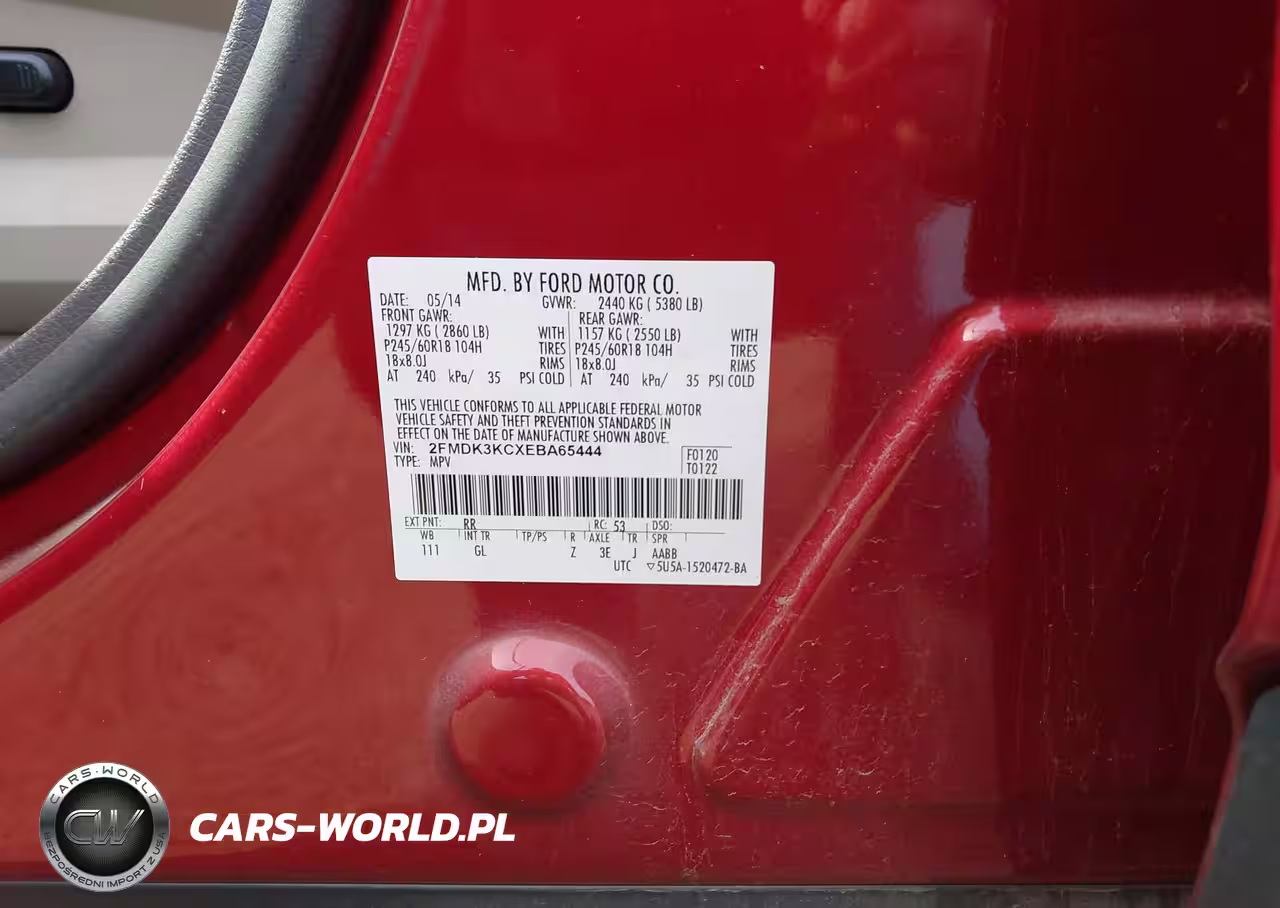 MFD. BY FORD MOTOR CO.
DATE: 05/14 GVWR: 2440 KG ( 5380 LB)
FRONT GAWR: REAR GAWR:
1297 KG ( 2860 LB) WITH 1157 KG ( 2550 LB) WITH
P245/60R18 104H TIRES P245/60R18 104H TIRES
18x8.0J RIMS 18x8.0J RIMS
AT 240 kPa/ 35 PSI COLD AT 240 kPa/ 35 PSI COLD
THIS VEHICLE CONFORMS TO ALL APPLICABLE FEDERAL MOTOR
VEHICLE SAFETY AND THEFT PREVENTION STANDARDS IN
EFFECT ON THE DATE OF MANUFACTURE SHOWN ABOVE.
VIN: 2FMDK3KCXEBA65444 F0120
TYPE: MPV T0122
EXT PNT: RR RC: 53 DSO:
WB INT TR TP/PS R AXLE TR SPR
111 GL Z 3E J AABB
UTC ▽5U5A-1520472-BA
CARS-WORLD
CW
BEZPOŚREDNI IMPORT Z USA
CARS-WORLD.PL